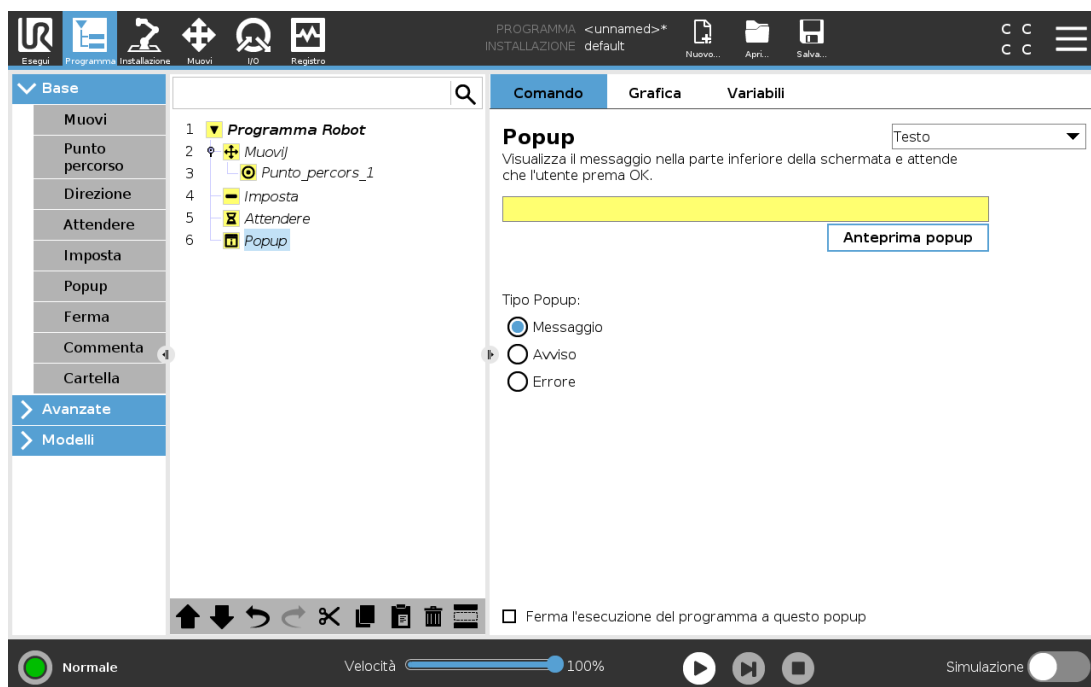 UR
Esegui
Programma
Installazione
Muovi
I/O
Registro
PROGRAMMA <unnamed>*
INSTALLAZIONE default
Nuovo...
Apri...
Salva...
C C
C C
Base
Muovi
Punto
percorso
Direzione
Attendere
Imposta
Popup
Ferma
Commenta
Cartella
Avanzate
Modelli
1 Programma Robot
2 MuoviJ
3 Punto_percors_1
4 Imposta
5 Attendere
6 Popup
Comando
Grafica
Variabili
Popup
Testo
Visualizza il messaggio nella parte inferiore della schermata e attende
che l'utente prema OK.
Anteprima popup
Tipo Popup:
Messaggio
Avviso
Errore
Ferma l'esecuzione del programma a questo popup
Normale
Velocità
100%
Simulazione